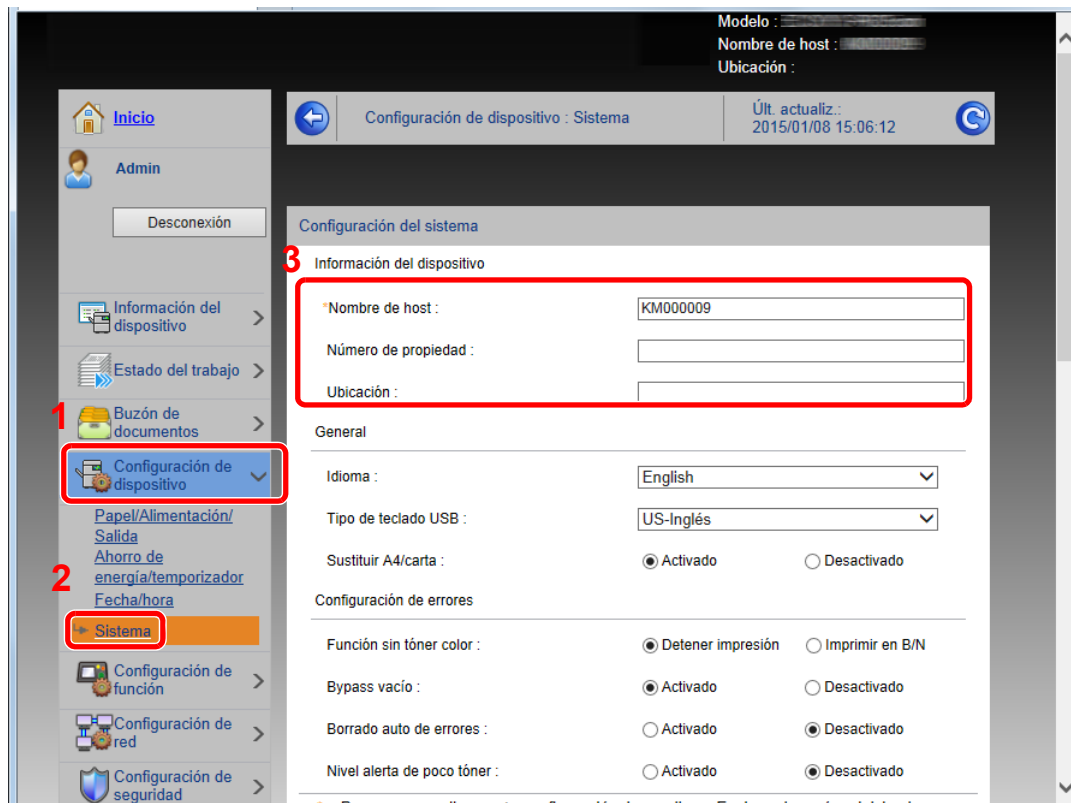 Modelo :
Nombre de host :
Ubicación :
Inicio
Configuración de dispositivo : Sistema
Últ. actualiz.:
2015/01/08 15:06:12
Admin
Desconexión
Configuración del sistema
3
Información del dispositivo
*Nombre de host :
KM000009
Número de propiedad :
Ubicación :
General
Idioma :
English
Tipo de teclado USB :
US-Inglés
Sustituir A4/carta :
Activado
Desactivado
Configuración de errores
Función sin tóner color :
Detener impresión
Imprimir en B/N
Bypass vacío :
Activado
Desactivado
Borrado auto de errores :
Activado
Desactivado
Nivel alerta de poco tóner :
Activado
Desactivado
Información del
dispositivo
Estado del trabajo
1
Buzón de
documentos
Configuración de
dispositivo
Papel/Alimentación/
Salida
Ahorro de
energía/temporizador
2
Fecha/hora
Sistema
Configuración de
función
Configuración de
red
Configuración de
seguridad